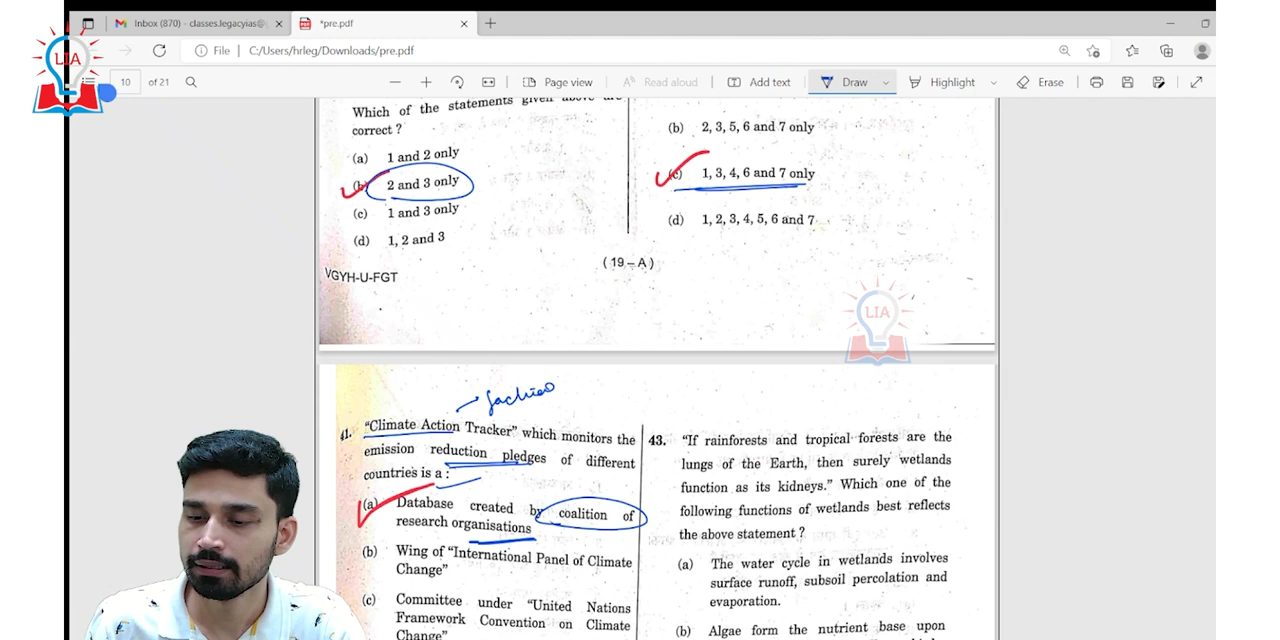 Inbox (870) - classes.legacyias@
*pre.pdf
File
C:/Users/hrleg/Downloads/pre.pdf
LIA
10 of 21
Page view
Read aloud
Add text
Draw
Highlight
Erase
Which of the statements given above are
correct ?
(a) 1 and 2 only
(b) 2 and 3 only
(c) 1 and 3 only
(d) 1, 2 and 3
VGYH-U-FGT
(b) 2, 3, 5, 6 and 7 only
(c) 1, 3, 4, 6 and 7 only
(d) 1, 2, 3, 4, 5, 6 and 7
( 19 – A )
LIA
41. "Climate Action Tracker" which monitors the
emission reduction pledges of different
countries is a :
(a) Database created by coalition of
research organisations
(b) Wing of "International Panel of Climate
Change"
(c) Committee under "United Nations
Framework Convention on Climate
Change"
43. "If rainforests and tropical forests are the
lungs of the Earth, then surely wetlands
function as its kidneys." Which one of the
following functions of wetlands best reflects
the above statement ?
(a) The water cycle in wetlands involves
surface runoff, subsoil percolation and
evaporation.
(b) Algae form the nutrient base upon